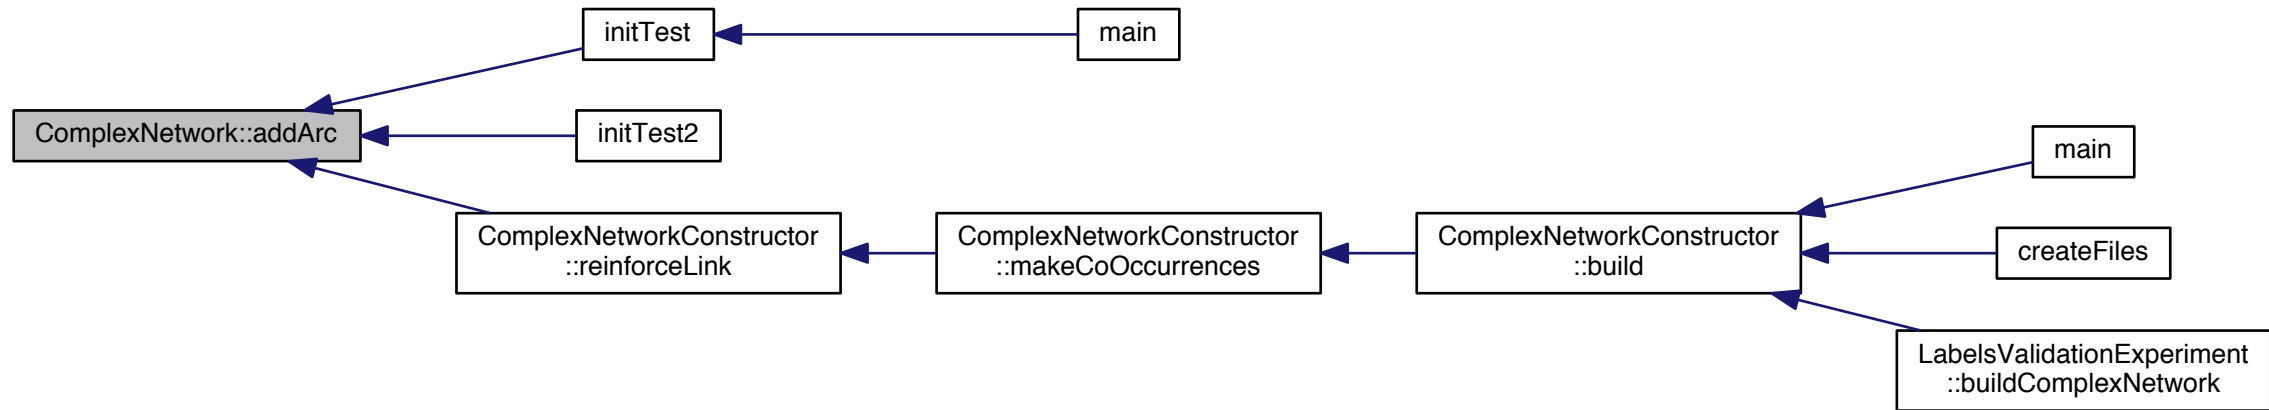 initTest
main
ComplexNetwork::addArc
initTest2
main
ComplexNetworkConstructor
::reinforceLink
ComplexNetworkConstructor
::makeCoOccurrences
ComplexNetworkConstructor
::build
createFiles
LabelsValidationExperiment
::buildComplexNetwork